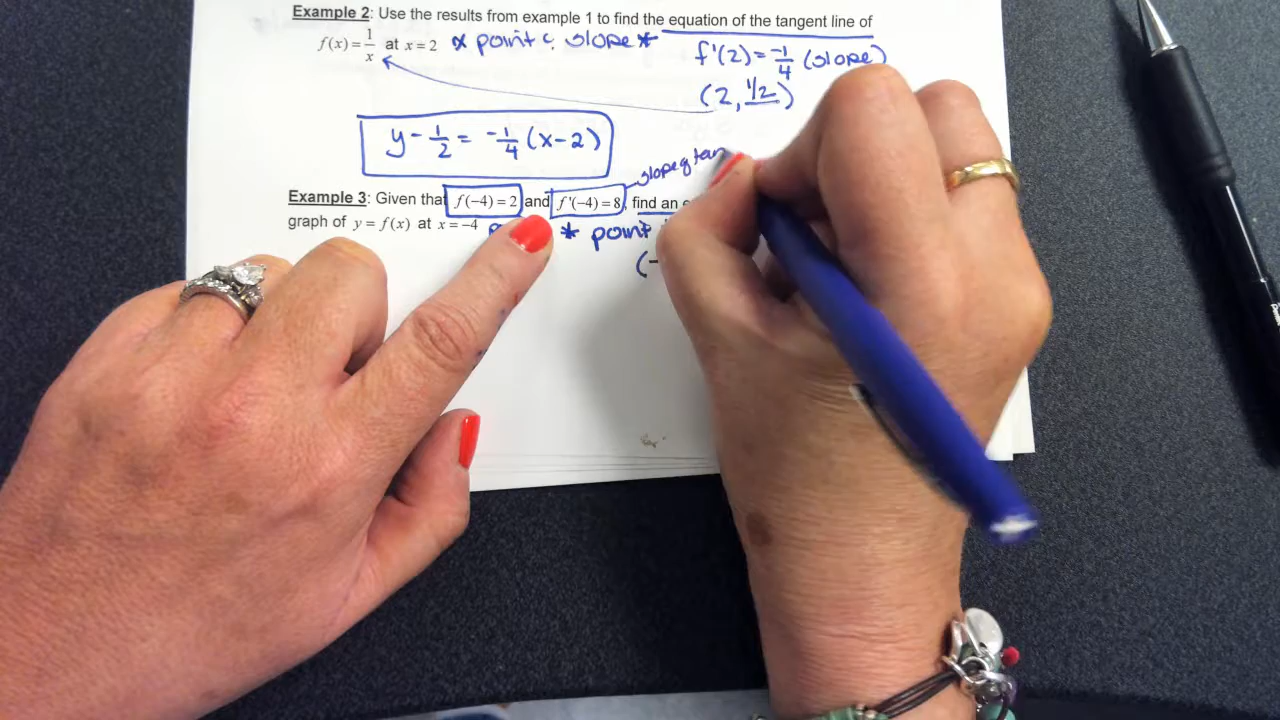 Example 2: Use the results from example 1 to find the equation of the tangent line of
f(x) = 1/x at x = 2 * point & slope *
f'(2) = -1/4 (slope)
(2, 1/2)
y - 1/2 = -1/4 (x - 2)
slope of tan
Example 3: Given that f(-4) = 2 and f'(-4) = 8, find an
graph of y = f(x) at x = -4 * point
(-